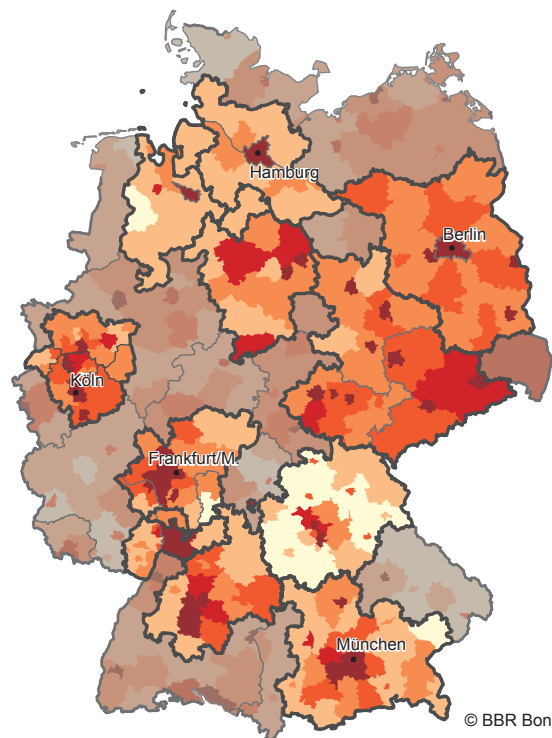 Hamburg
Berlin
Köln
Frankfurt/M.
München
© BBR Bon